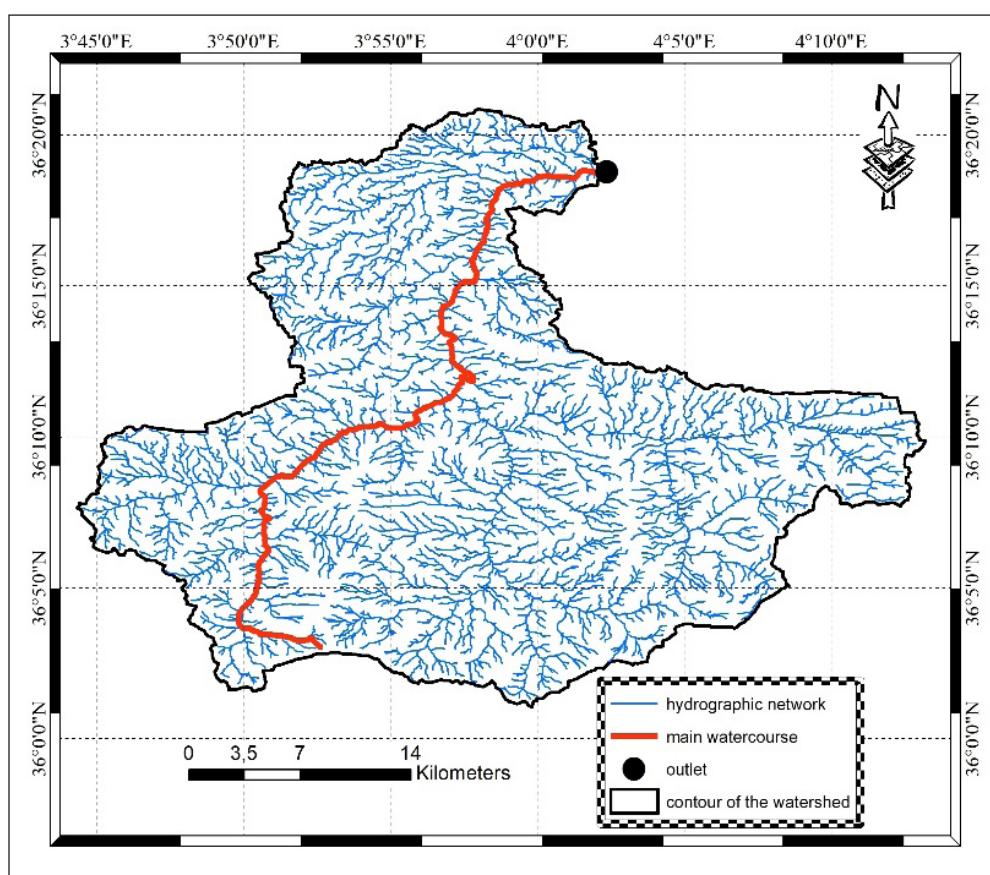 3°45'0"E 3°50'0"E 3°55'0"E 4°0'0"E 4°5'0"E 4°10'0"E
N
36°20'0"N 36°20'0"N
36°15'0"N 36°15'0"N
36°10'0"N 36°10'0"N
36°5'0"N 36°5'0"N
36°0'0"N 36°0'0"N
hydrographic network
main watercourse
outlet
contour of the watershed
0 3,5 7 14
Kilometers